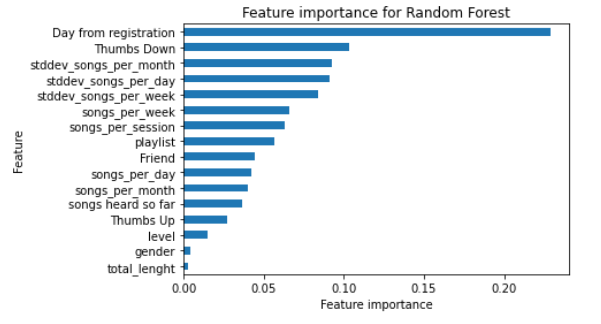 Feature importance for Random Forest
Day from registration
Thumbs Down
stddev_songs_per_month
stddev_songs_per_day
stddev_songs_per_week
songs_per_week
songs_per_session
playlist
Friend
songs_per_day
songs_per_month
songs heard so far
Thumbs Up
level
gender
total_lenght
Feature
0.00 0.05 0.10 0.15 0.20
Feature importance